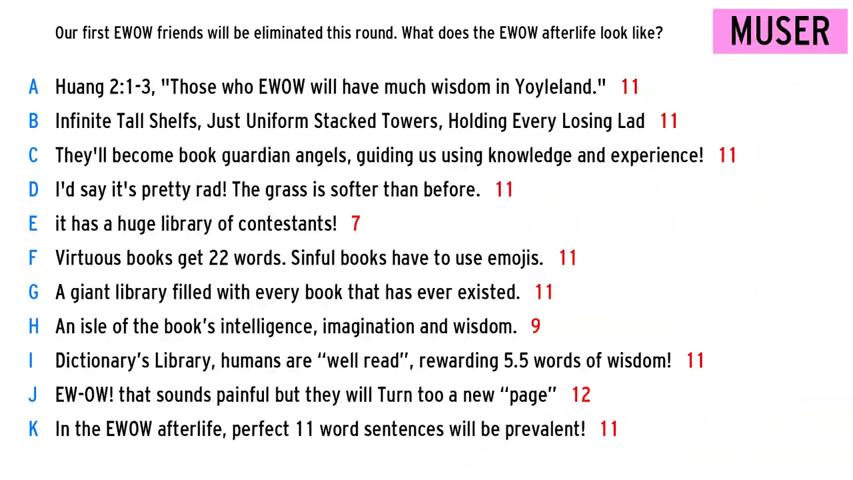 Our first EWOW friends will be eliminated this round. What does the EWOW afterlife look like?
MUSER
A Huang 2:1-3, "Those who EWOW will have much wisdom in Yoyleland." 11
B Infinite Tall Shelfs, Just Uniform Stacked Towers, Holding Every Losing Lad 11
C They'll become book guardian angels, guiding us using knowledge and experience! 11
D I'd say it's pretty rad! The grass is softer than before. 11
E it has a huge library of contestants! 7
F Virtuous books get 22 words. Sinful books have to use emojis. 11
G A giant library filled with every book that has ever existed. 11
H An isle of the book’s intelligence, imagination and wisdom. 9
I Dictionary’s Library, humans are “well read”, rewarding 5.5 words of wisdom! 11
J EW-OW! that sounds painful but they will Turn too a new “page” 12
K In the EWOW afterlife, perfect 11 word sentences will be prevalent! 11